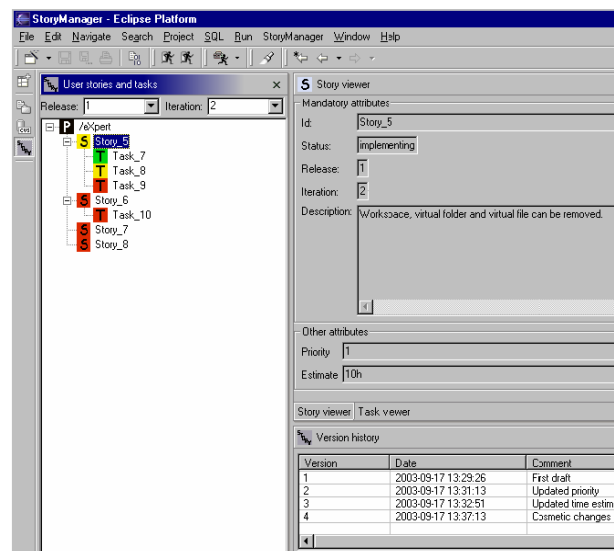 StoryManager - Eclipse Platform
File Edit Navigate Search Project SQL Run StoryManager Window Help
User stories and tasks
Release: 1 Iteration: 2
P /eXpert
S Story_5
T Task_7
T Task_8
T Task_9
S Story_6
T Task_10
S Story_7
S Story_8
S Story viewer
Mandatory attributes
Id: Story_5
Status: implementing
Release: 1
Iteration: 2
Description: Workspace, virtual folder and virtual file can be removed.
Other attributes
Priority 1
Estimate 10h
Story viewer Task vewer
Version history
Version Date Comment
1 2003-09-17 13:29:26 First draft
2 2003-09-17 13:31:13 Updated priority
3 2003-09-17 13:32:51 Updated time estim
4 2003-09-17 13:37:13 Cosmetic changes